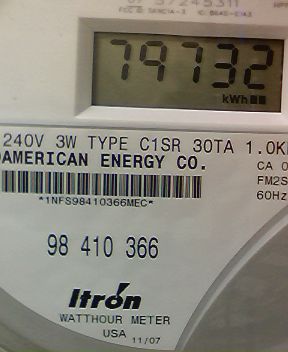 57245311
79732
kWh
240V 3W TYPE C1SR 30TA 1.0K
AMERICAN ENERGY CO.
CA 0
FM2S
60Hz
*1NFS98410366MEC*
98 410 366
Itron
WATTHOUR METER
USA 11/07